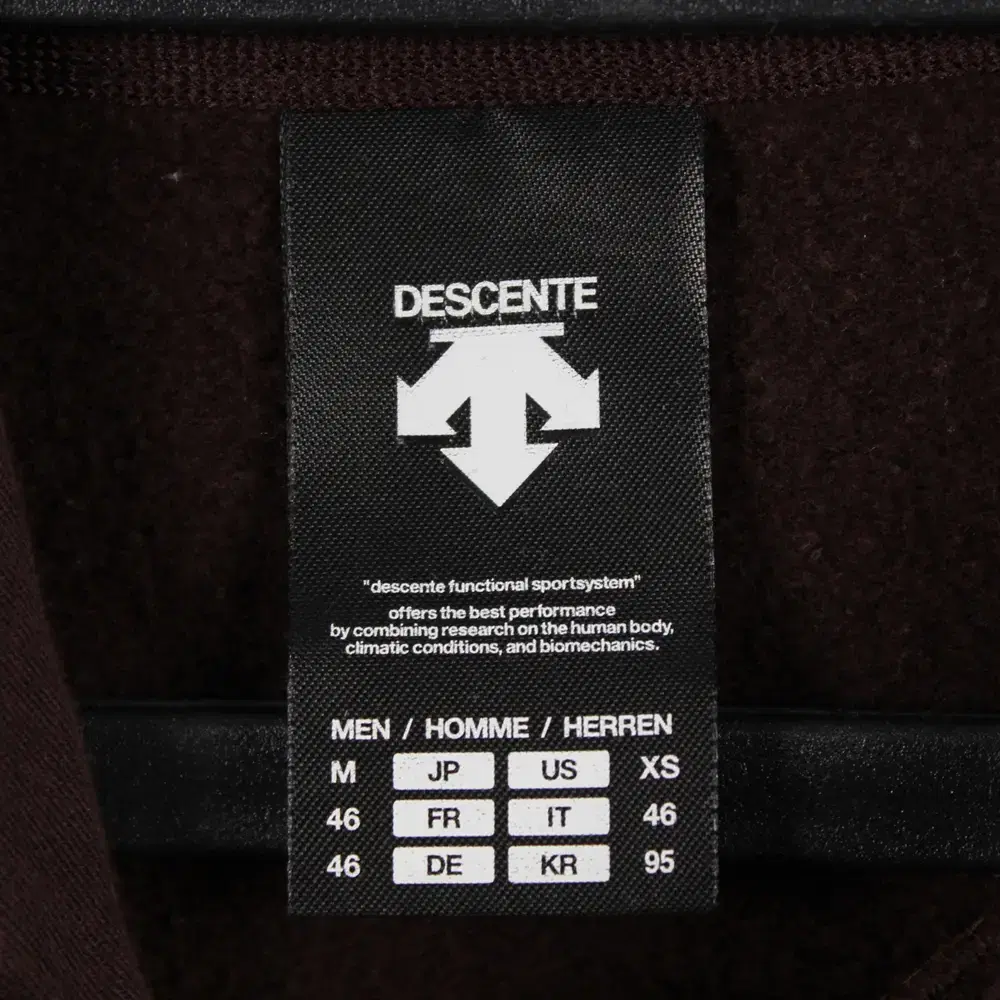 DESCENTE
"descente functional sportsystem"
offers the best performance
by combining research on the human body,
climatic conditions, and biomechanics.
MEN / HOMME / HERREN
M JP US XS
46 FR IT 46
46 DE KR 95